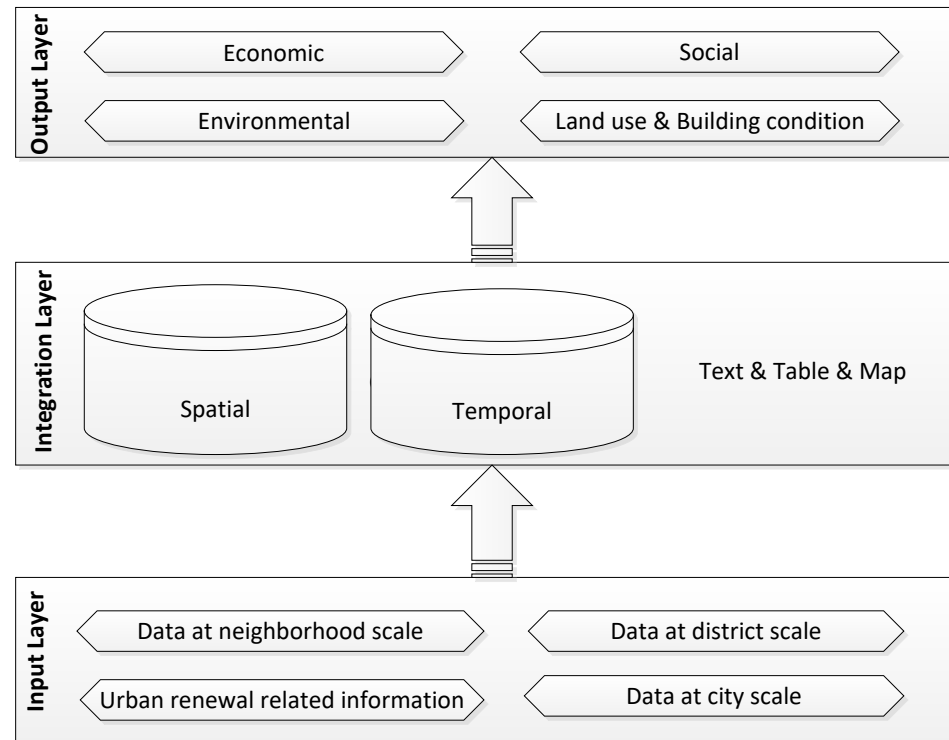 Output Layer
Economic
Social
Environmental
Land use & Building condition
Integration Layer
Spatial
Temporal
Text & Table & Map
Input Layer
Data at neighborhood scale
Data at district scale
Urban renewal related information
Data at city scale